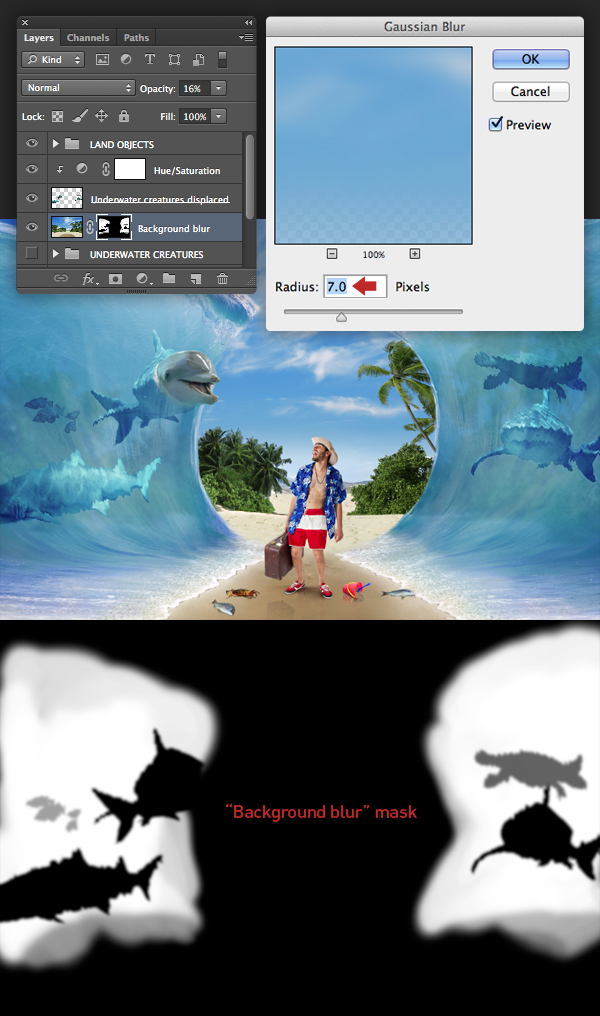 Layers Channels Paths
Kind T
Normal Opacity: 16%
Lock: Fill: 100%
LAND OBJECTS
Hue/Saturation
Underwater creatures displaced
Background blur
UNDERWATER CREATURES
fx
Gaussian Blur
OK
Cancel
Preview
100%
Radius: 7.0 Pixels
“Background blur” mask